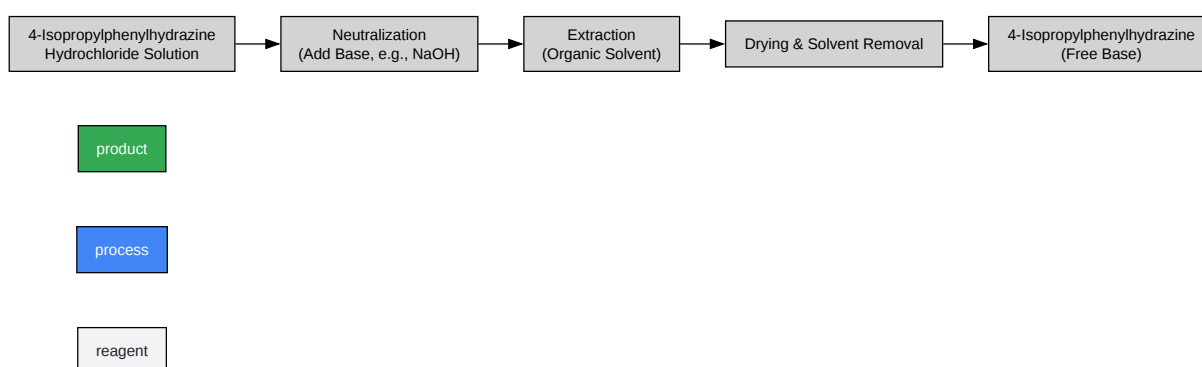 4-Isopropylphenylhydrazine
Hydrochloride Solution
Neutralization
(Add Base, e.g., NaOH)
Extraction
(Organic Solvent)
Drying & Solvent Removal
4-Isopropylphenylhydrazine
(Free Base)
product
process
reagent